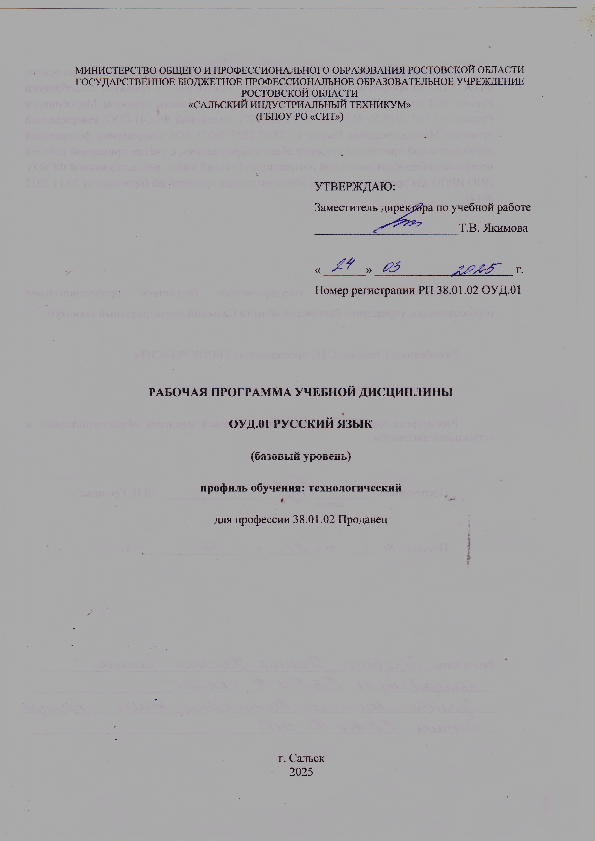 МИНИСТЕРСТВО ОБЩЕГО И ПРОФЕССИОНАЛЬНОГО ОБРАЗОВАНИЯ РОСТОВСКОЙ ОБЛАСТИ
ГОСУДАРСТВЕННОЕ БЮДЖЕТНОЕ ПРОФЕССИОНАЛЬНОЕ ОБРАЗОВАТЕЛЬНОЕ УЧРЕЖДЕНИЕ
РОСТОВСКОЙ ОБЛАСТИ
«САЛЬСКИЙ ИНДУСТРИАЛЬНЫЙ ТЕХНИКУМ»
(ГБПОУ РО «СИТ»)
УТВЕРЖДАЮ:
Заместитель директора по учебной работе
Т.В. Якимова
« 24 » 03 2025 г.
Номер регистрации РП 38.01.02 ОУД.01
РАБОЧАЯ ПРОГРАММА УЧЕБНОЙ ДИСЦИПЛИНЫ
ОУД.01 РУССКИЙ ЯЗЫК
(базовый уровень)
профиль обучения: технологический
для профессии 38.01.02 Продавец
г. Сальск
2025